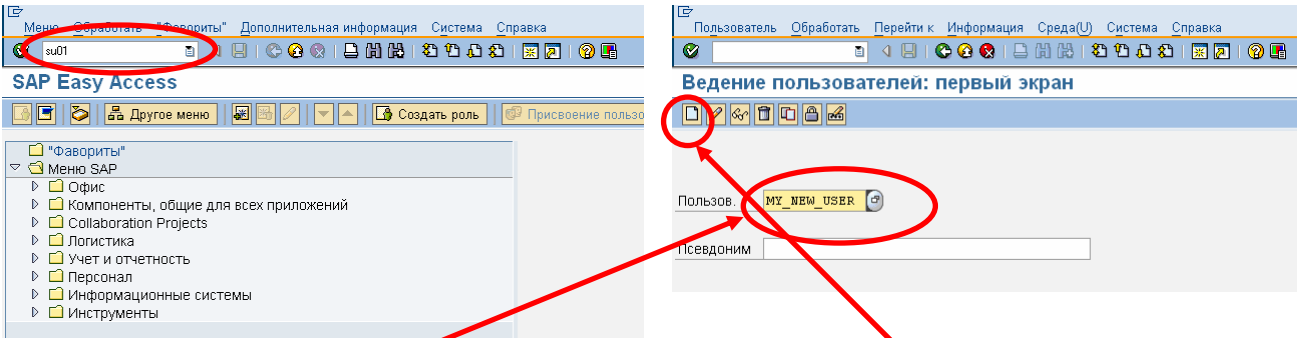 Меню Обработать "Фавориты" Дополнительная информация Система Справка
su01
SAP Easy Access
Другое меню Создать роль Присвоение пользо
"Фавориты"
Меню SAP
Офис
Компоненты, общие для всех приложений
Collaboration Projects
Логистика
Учет и отчетность
Персонал
Информационные системы
Инструменты
Пользователь Обработать Перейти к Информация Среда(U) Система Справка
Ведение пользователей: первый экран
Пользов. MY_NEW_USER
Псевдоним